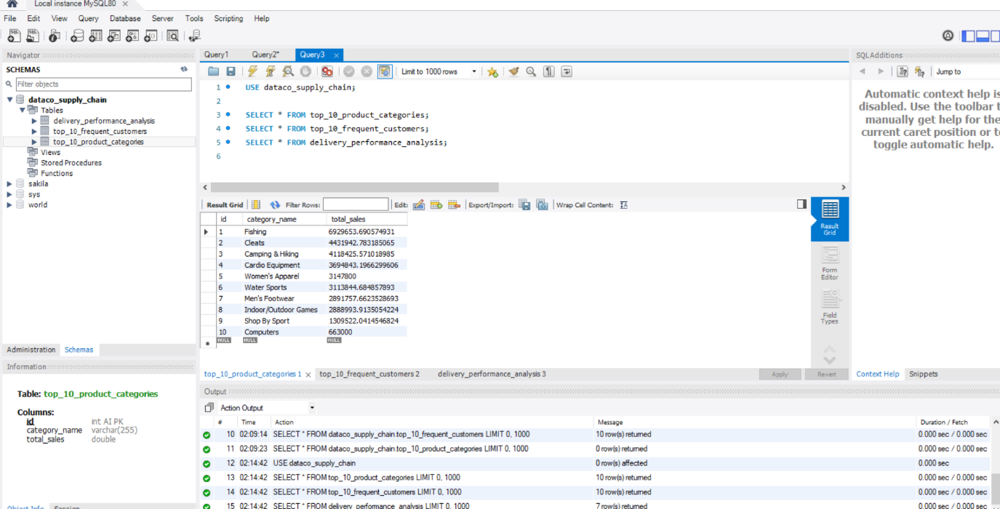 Local instance MySQL80 ×
File Edit View Query Database Server Tools Scripting Help
Navigator
SCHEMAS
Filter objects
dataco_supply_chain
Tables
delivery_performance_analysis
top_10_frequent_customers
top_10_product_categories
Views
Stored Procedures
Functions
sakila
sys
world
Administration Schemas
Information
Table: top_10_product_categories
Columns:
id int AI PK
category_name varchar(255)
total_sales double
Object Info Session
Query1 Query2* Query3 ×
Limit to 1000 rows
1 USE dataco_supply_chain;
2
3 SELECT * FROM top_10_product_categories;
4 SELECT * FROM top_10_frequent_customers;
5 SELECT * FROM delivery_performance_analysis;
6
Result Grid Filter Rows: Edit: Export/Import: Wrap Cell Content:
id category_name total_sales
1 Fishing 6929653.690574931
2 Cleats 4431942.783185065
3 Camping & Hiking 4118425.571018985
4 Cardio Equipment 3694843.1966299606
5 Women's Apparel 3147800
6 Water Sports 3113844.684857893
7 Men's Footwear 2891757.6623528693
8 Indoor/Outdoor Games 2888993.9135054224
9 Shop By Sport 1309522.0414546824
10 Computers 663000
NULL NULL NULL
Result
Grid
Form
Editor
Field
Types
top_10_product_categories 1 × top_10_frequent_customers 2 delivery_performance_analysis 3
Apply Revert
SQLAdditions
Jump to
Automatic context help is
disabled. Use the toolbar t
manually get help for the
current caret position or to
toggle automatic help.
Context Help Snippets
Output
Action Output
# Time Action Message Duration / Fetch
10 02:09:14 SELECT * FROM dataco_supply_chain.top_10_frequent_customers LIMIT 0, 1000 10 row(s) returned 0.000 sec / 0.000 sec
11 02:09:23 SELECT * FROM dataco_supply_chain.top_10_product_categories LIMIT 0, 1000 0 row(s) returned 0.000 sec / 0.000 sec
12 02:14:42 USE dataco_supply_chain 0 row(s) affected 0.000 sec
13 02:14:42 SELECT * FROM top_10_product_categories LIMIT 0, 1000 10 row(s) returned 0.000 sec / 0.000 sec
14 02:14:42 SELECT * FROM top_10_frequent_customers LIMIT 0, 1000 10 row(s) returned 0.000 sec / 0.000 sec
15 02:14:42 SELECT * FROM delivery_performance_analysis LIMIT 0, 1000 7 row(s) returned 0.000 sec / 0.000 sec